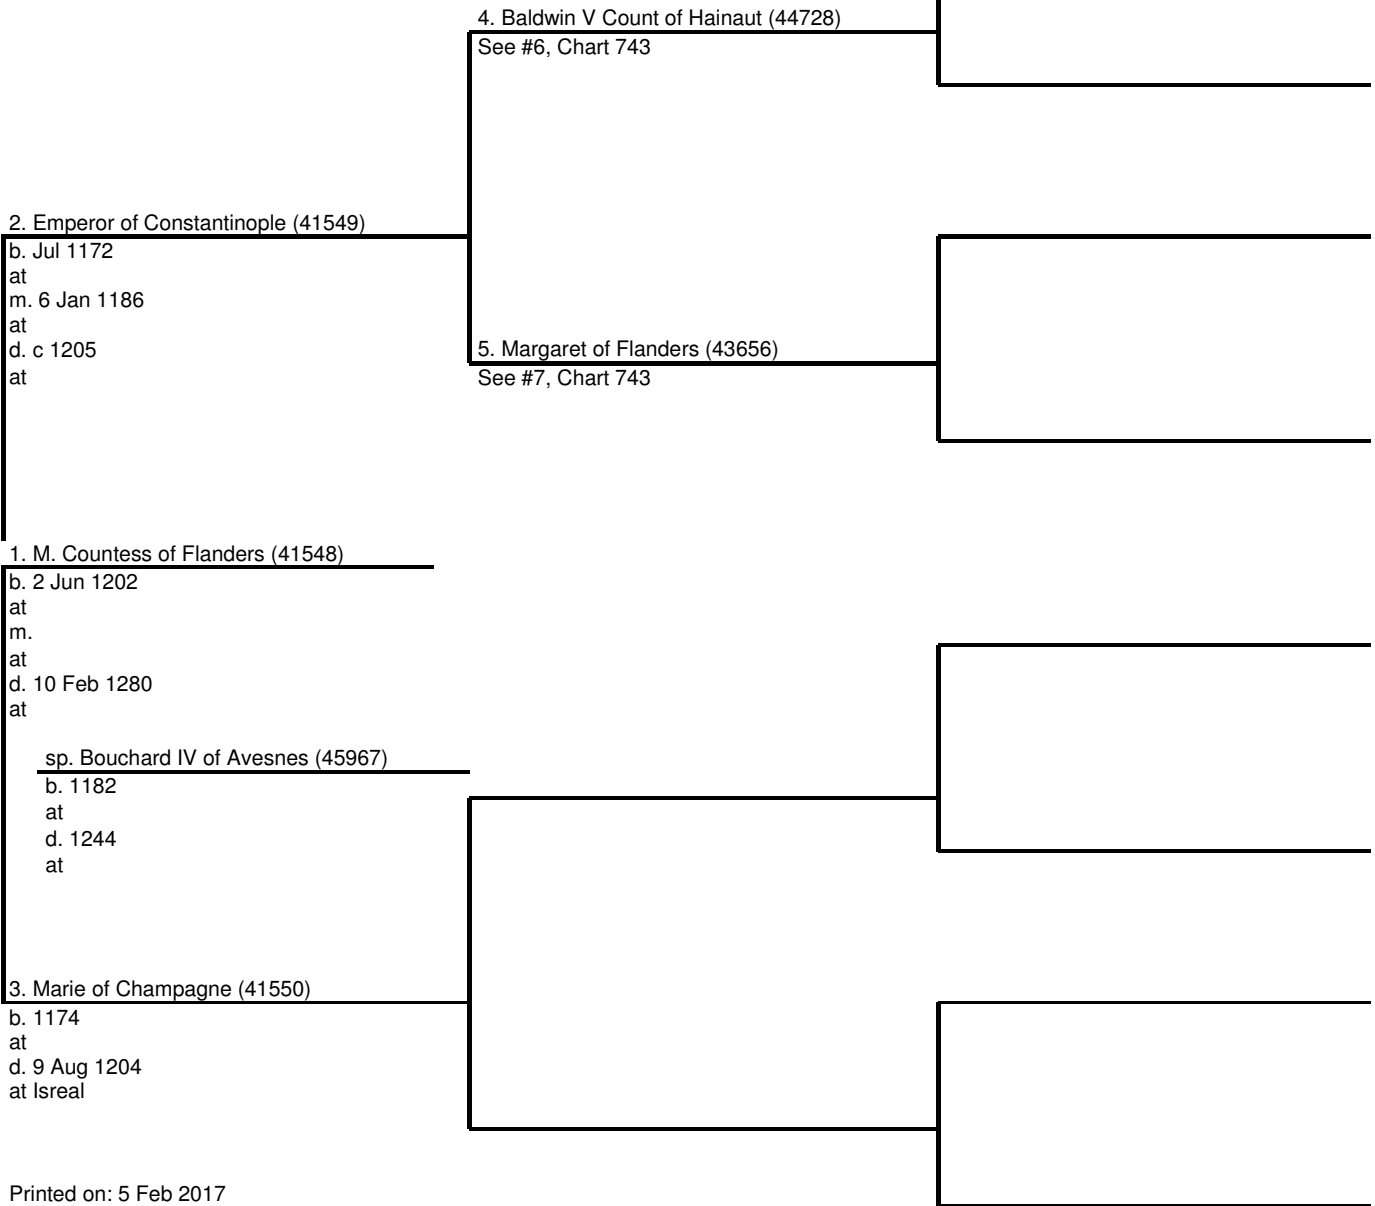 4. Baldwin V Count of Hainaut (44728)
See #6, Chart 743
2. Emperor of Constantinople (41549)
b. Jul 1172
at
m. 6 Jan 1186
at
d. c 1205
at
5. Margaret of Flanders (43656)
See #7, Chart 743
1. M. Countess of Flanders (41548)
b. 2 Jun 1202
at
m.
at
d. 10 Feb 1280
at
sp. Bouchard IV of Avesnes (45967)
b. 1182
at
d. 1244
at
3. Marie of Champagne (41550)
b. 1174
at
d. 9 Aug 1204
at Isreal
Printed on: 5 Feb 2017